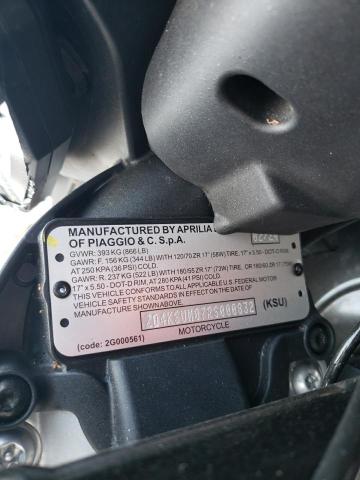 MANUFACTURED BY APRILIA
OF PIAGGIO & C. S.p.A.
GVWR: 393 KG (866 LB)
GAWR: F. 156 KG (344 LB) WITH 120/70 ZR 17" (58W) TIRE, 17" x 3.50 - DOT-D RIM,
AT 250 KPA (36 PSI) COLD.
GAWR: R. 237 KG (522 LB) WITH 180/55 ZR 17" (73W) TIRE, OR 180/60 ZR 17"
17" x 5.50 -DOT-D RIM, AT 280 KPA (41 PSI) COLD.
THIS VEHICLE CONFORMS TO ALL APPLICABLE U.S. FEDERAL MOTOR
VEHICLE SAFETY STANDARDS IN EFFECT ON THE DATE OF
MANUFACTURE SHOWN ABOVE.
(KSU)
MOTORCYCLE
(code: 2G000561)